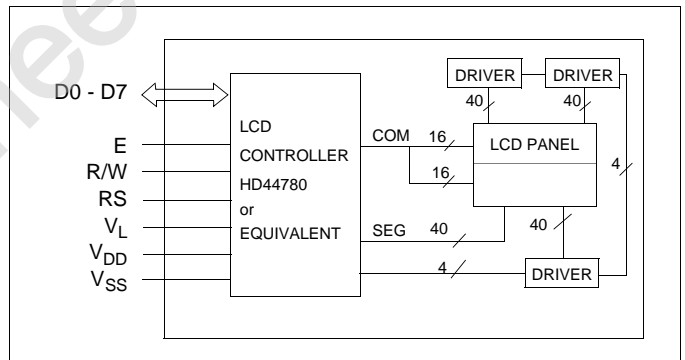 D0 - D7
E
R/W
RS
VL
VDD
VSS
LCD
CONTROLLER
HD44780
or
EQUIVALENT
COM 16
16
SEG 40
4
DRIVER DRIVER
40 40
LCD PANEL
4
40
DRIVER